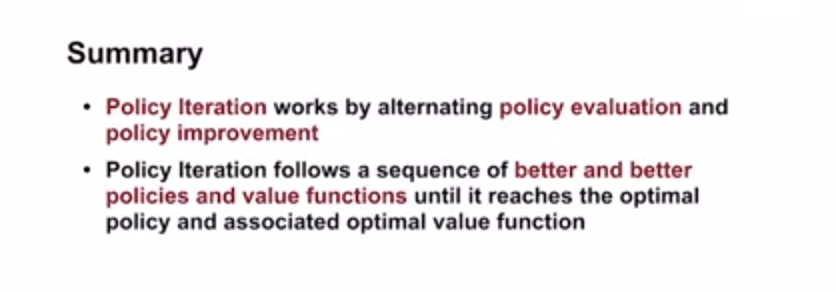 Summary
• Policy Iteration works by alternating policy evaluation and
policy improvement
• Policy Iteration follows a sequence of better and better
policies and value functions until it reaches the optimal
policy and associated optimal value function